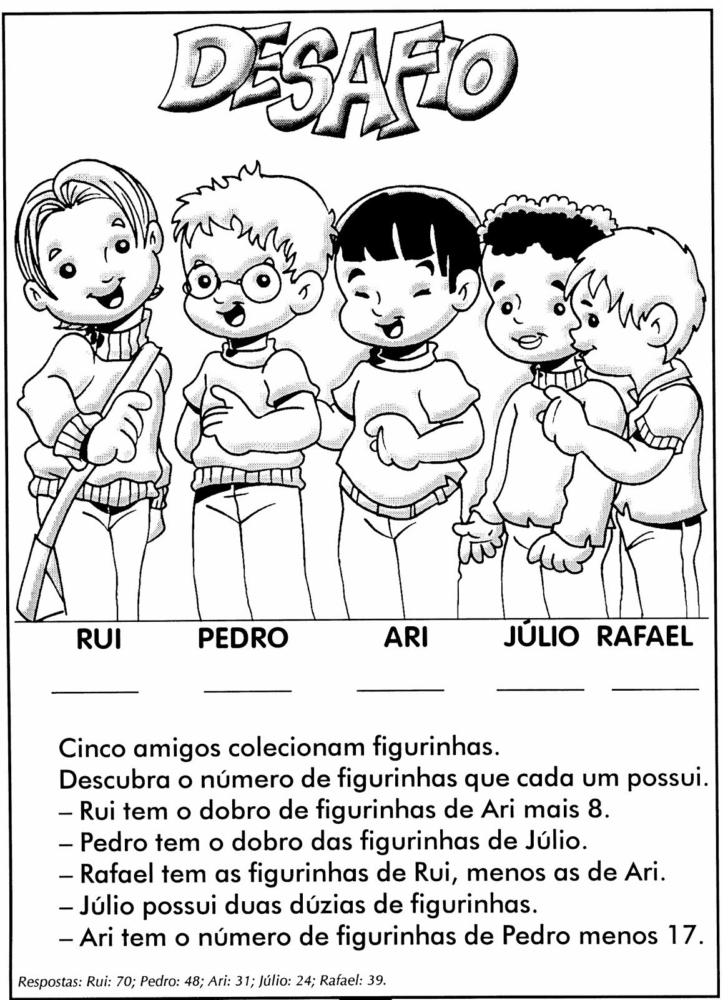 DESAFIO
RUI PEDRO ARI JÚLIO RAFAEL
Cinco amigos colecionam figurinhas.
Descubra o número de figurinhas que cada um possui.
– Rui tem o dobro de figurinhas de Ari mais 8.
– Pedro tem o dobro das figurinhas de Júlio.
– Rafael tem as figurinhas de Rui, menos as de Ari.
– Júlio possui duas dúzias de figurinhas.
– Ari tem o número de figurinhas de Pedro menos 17.
Respostas: Rui: 70; Pedro: 48; Ari: 31; Júlio: 24; Rafael: 39.